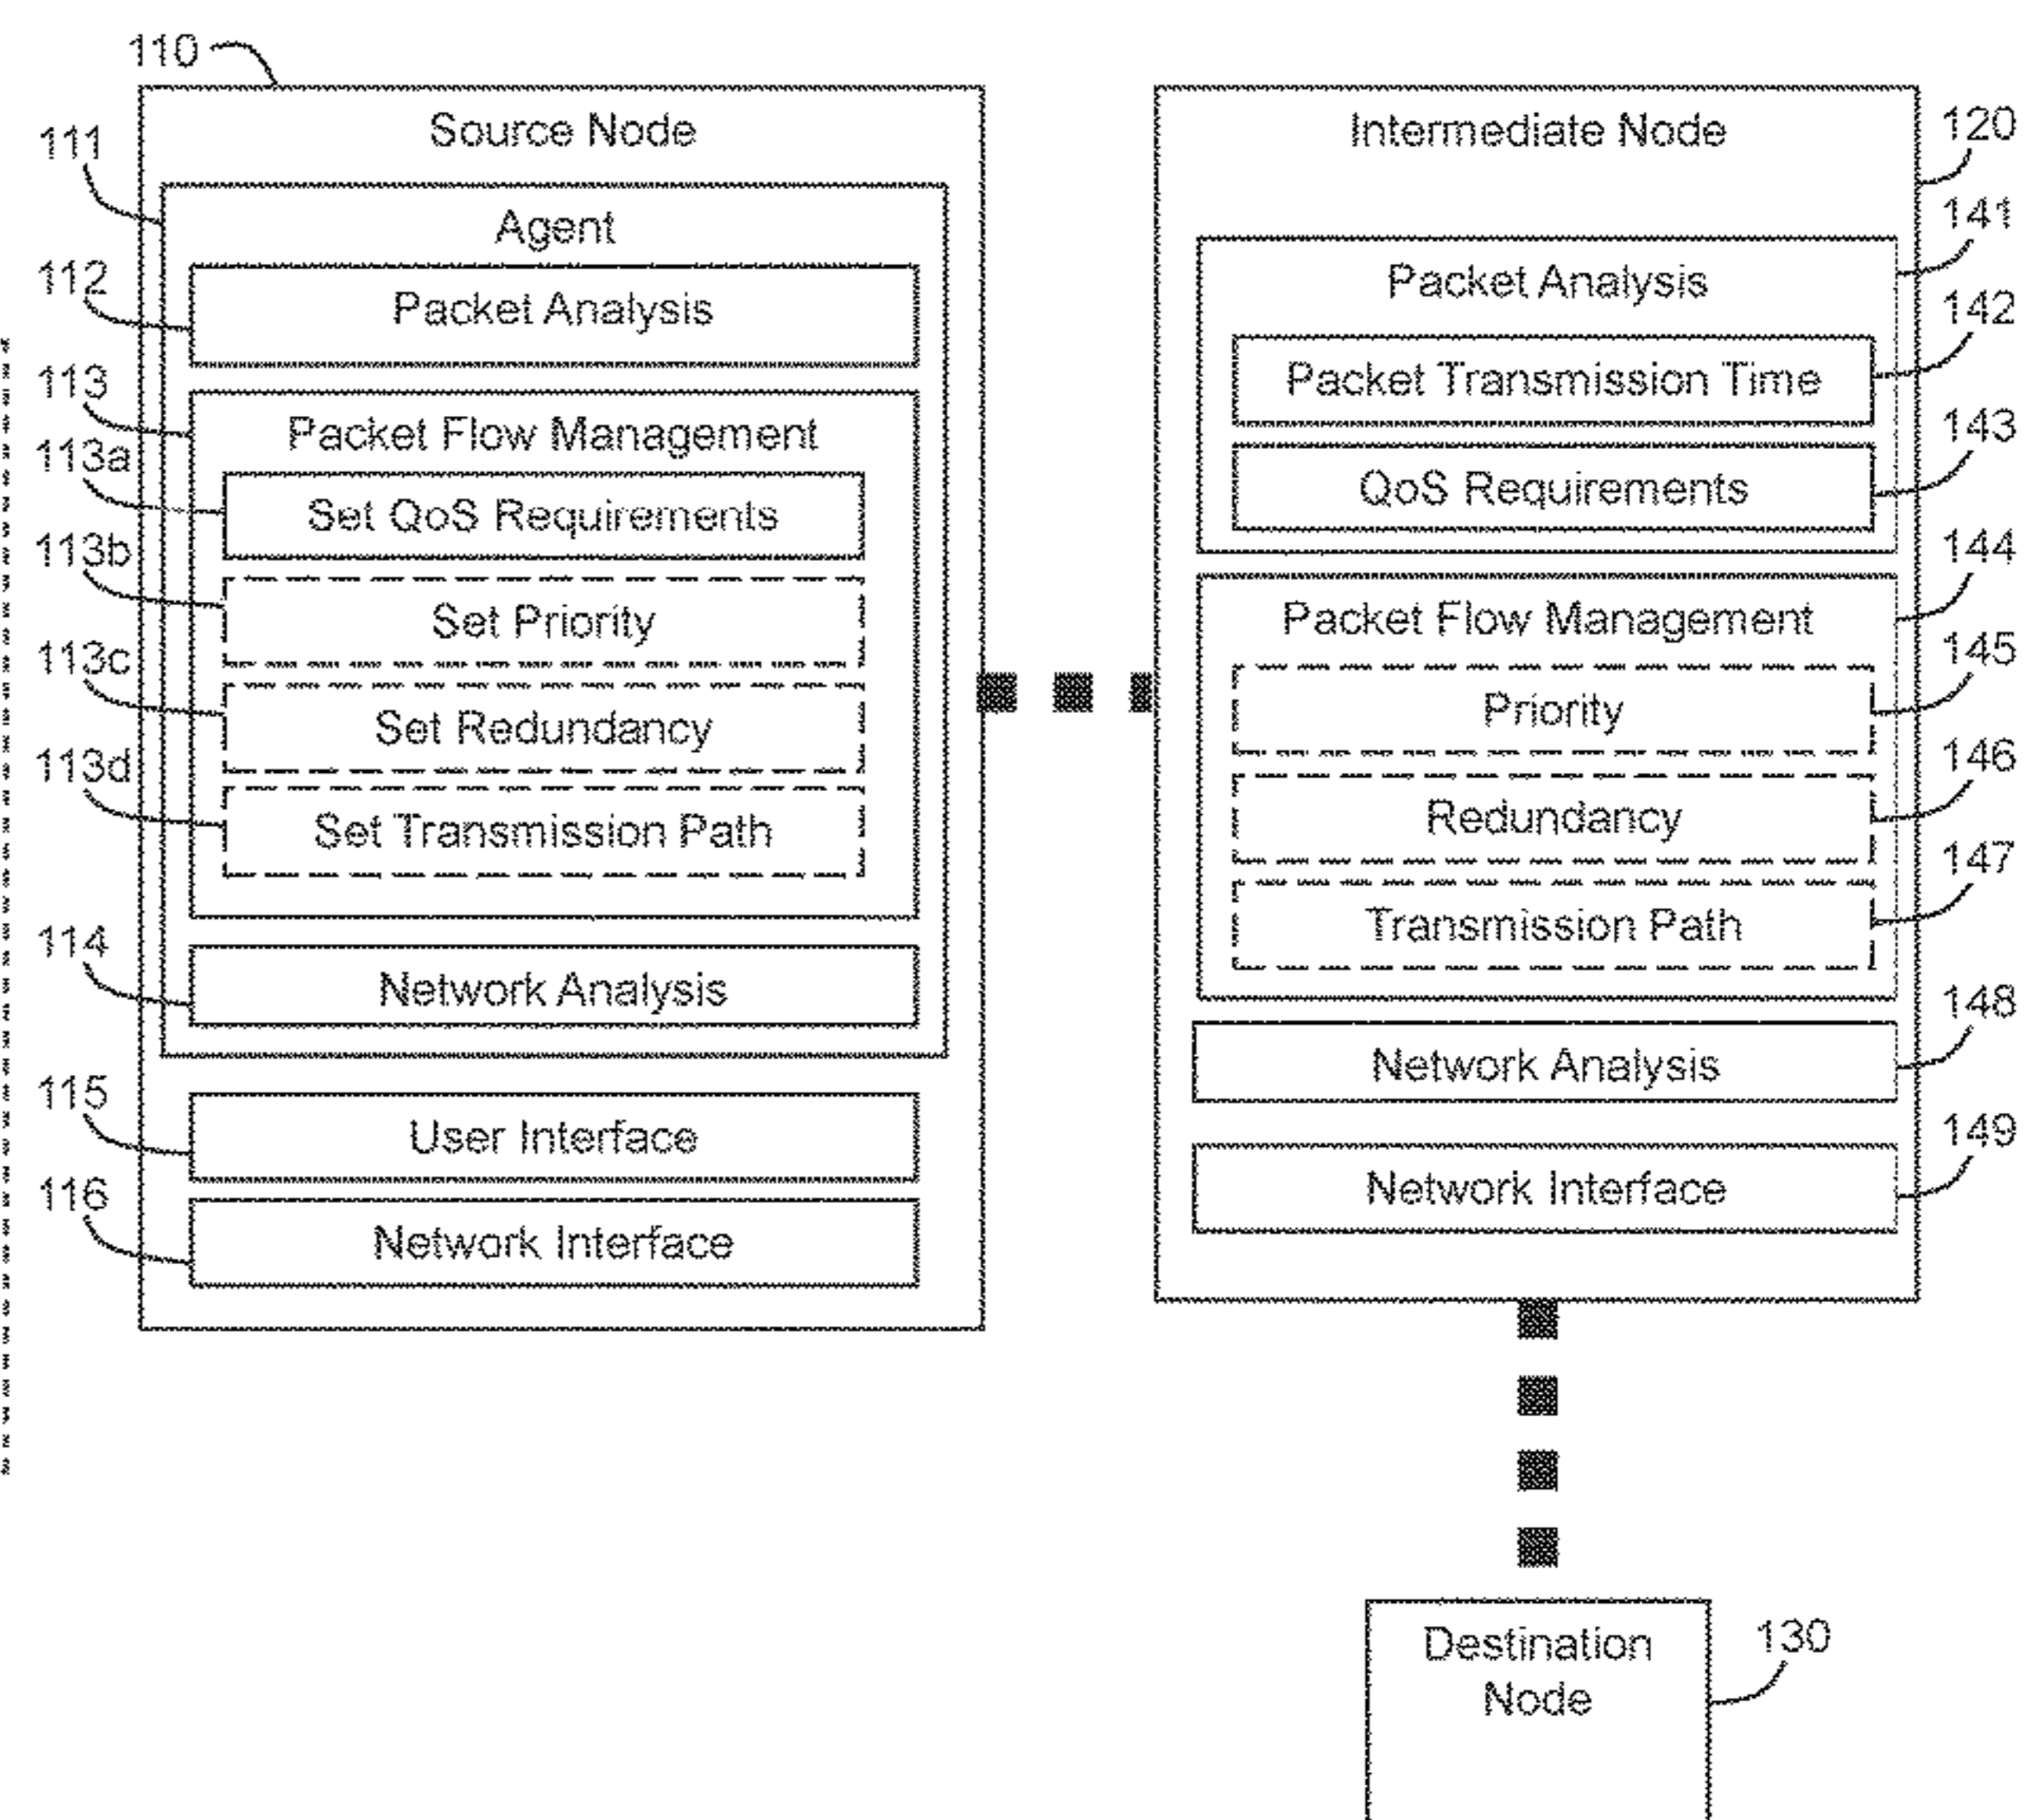 110
Source Node
111
Agent
112
Packet Analysis
113
Packet Flow Management
113a
Set QoS Requirements
113b
Set Priority
113c
Set Redundancy
113d
Set Transmission Path
114
Network Analysis
115
User Interface
116
Network Interface
Intermediate Node
120
141
Packet Analysis
142
Packet Transmission Time
143
QoS Requirements
144
Packet Flow Management
145
Priority
146
Redundancy
147
Transmission Path
148
Network Analysis
149
Network Interface
Destination
Node
130